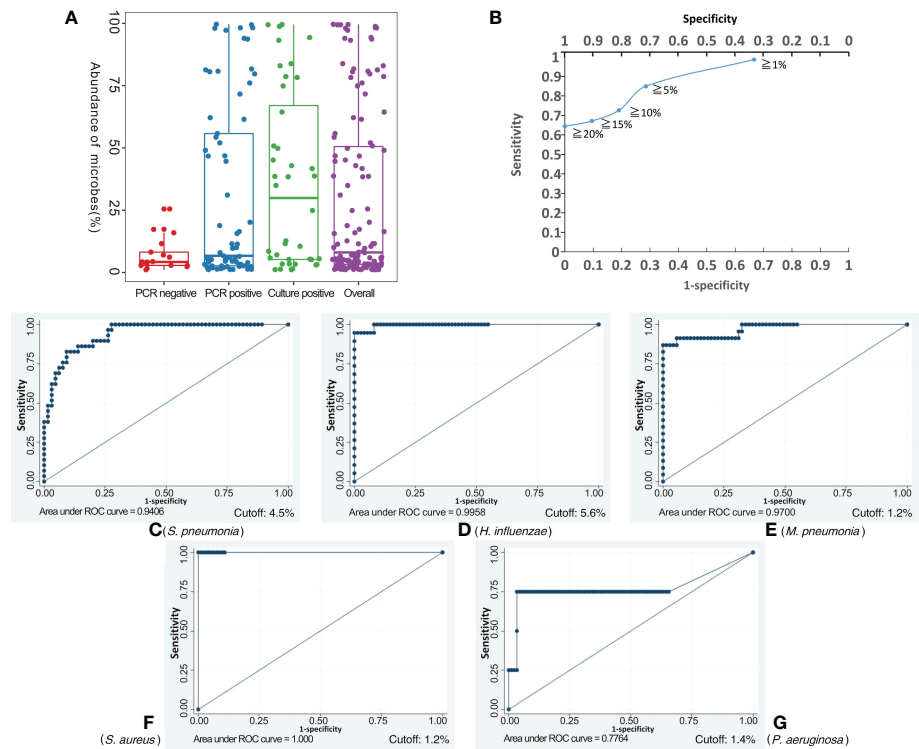 A
Abundance of microbes(%)
100
75
50
25
0
PCR negative PCR positive Culture positive Overall
B
Specificity
1 0.9 0.8 0.7 0.6 0.5 0.4 0.3 0.2 0.1 0
Sensitivity
1
0.9
0.8
0.7
0.6
0.5
0.4
0.3
0.2
0.1
0
≧1%
≧5%
≧10%
≧15%
≧20%
0 0.1 0.2 0.3 0.4 0.5 0.6 0.7 0.8 0.9 1
1-specificity
Sensitivity
1.00
0.75
0.50
0.25
0.00
0.00 0.25 0.50 0.75 1.00
1-specificity
Area under ROC curve = 0.9406 Cutoff: 4.5%
C (S. pneumonia)
Sensitivity
1.00
0.75
0.50
0.25
0.00
0.00 0.25 0.50 0.75 1.00
1-specificity
Area under ROC curve = 0.9958 Cutoff: 5.6%
D (H. influenzae)
Sensitivity
1.00
0.75
0.50
0.25
0.00
0.00 0.25 0.50 0.75 1.00
1-specificity
Area under ROC curve = 0.9700 Cutoff: 1.2%
E (M. pneumonia)
Sensitivity
1.00
0.75
0.50
0.25
0.00
0.00 0.25 0.50 0.75 1.00
1-specificity
Area under ROC curve = 1.000 Cutoff: 1.2%
F
(S. aureus)
Sensitivity
1.00
0.75
0.50
0.25
0.00
0.00 0.25 0.50 0.75 1.00
1-specificity
Area under ROC curve = 0.7764 Cutoff: 1.4%
G
(P. aeruginosa)